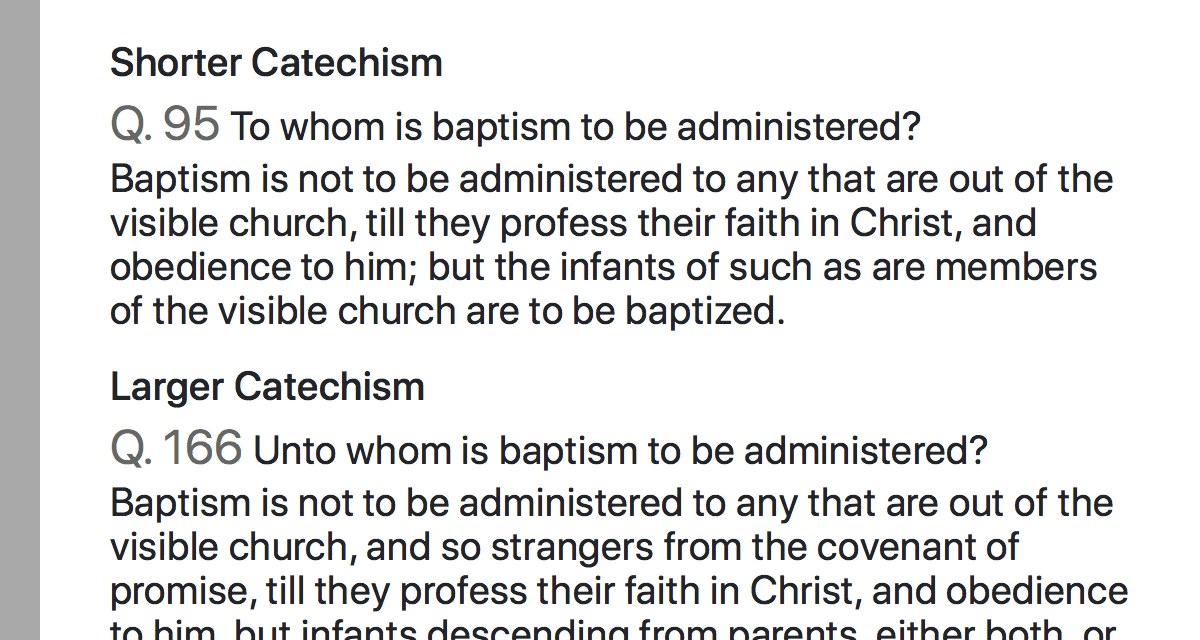 Shorter Catechism
Q. 95 To whom is baptism to be administered?
Baptism is not to be administered to any that are out of the
visible church, till they profess their faith in Christ, and
obedience to him; but the infants of such as are members
of the visible church are to be baptized.
Larger Catechism
Q. 166 Unto whom is baptism to be administered?
Baptism is not to be administered to any that are out of the
visible church, and so strangers from the covenant of
promise, till they profess their faith in Christ, and obedience
to him, but infants descending from parents, either both, or